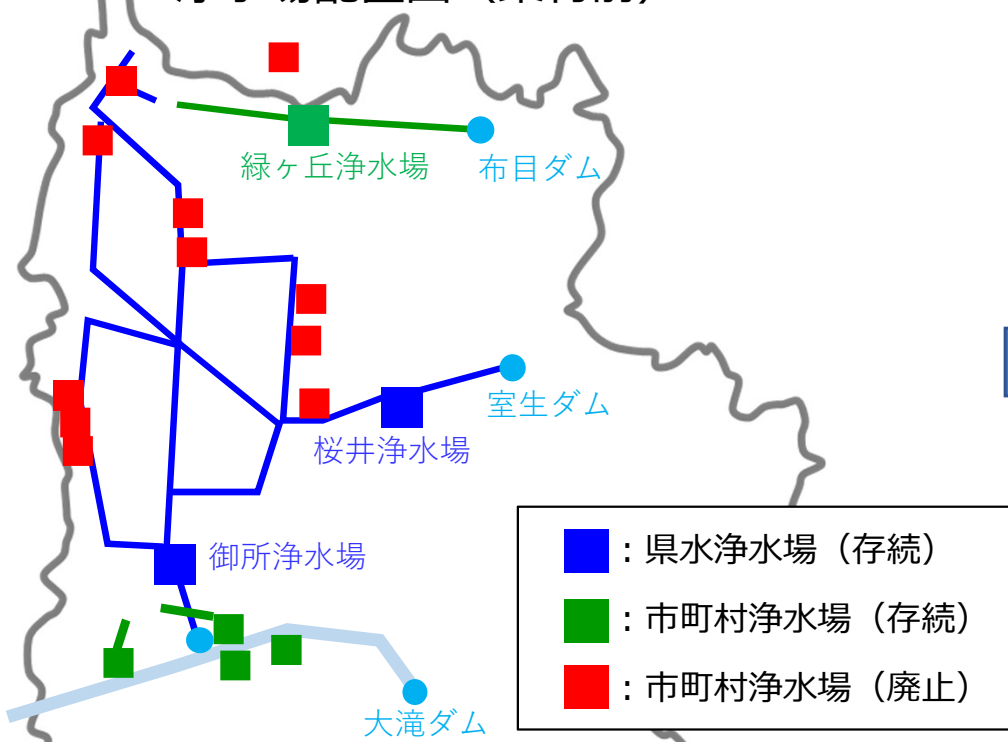 緑ヶ丘浄水場
布目ダム
室生ダム
桜井浄水場
御所浄水場
大滝ダム
：県水浄水場（存続）
：市町村浄水場（存続）
：市町村浄水場（廃止）